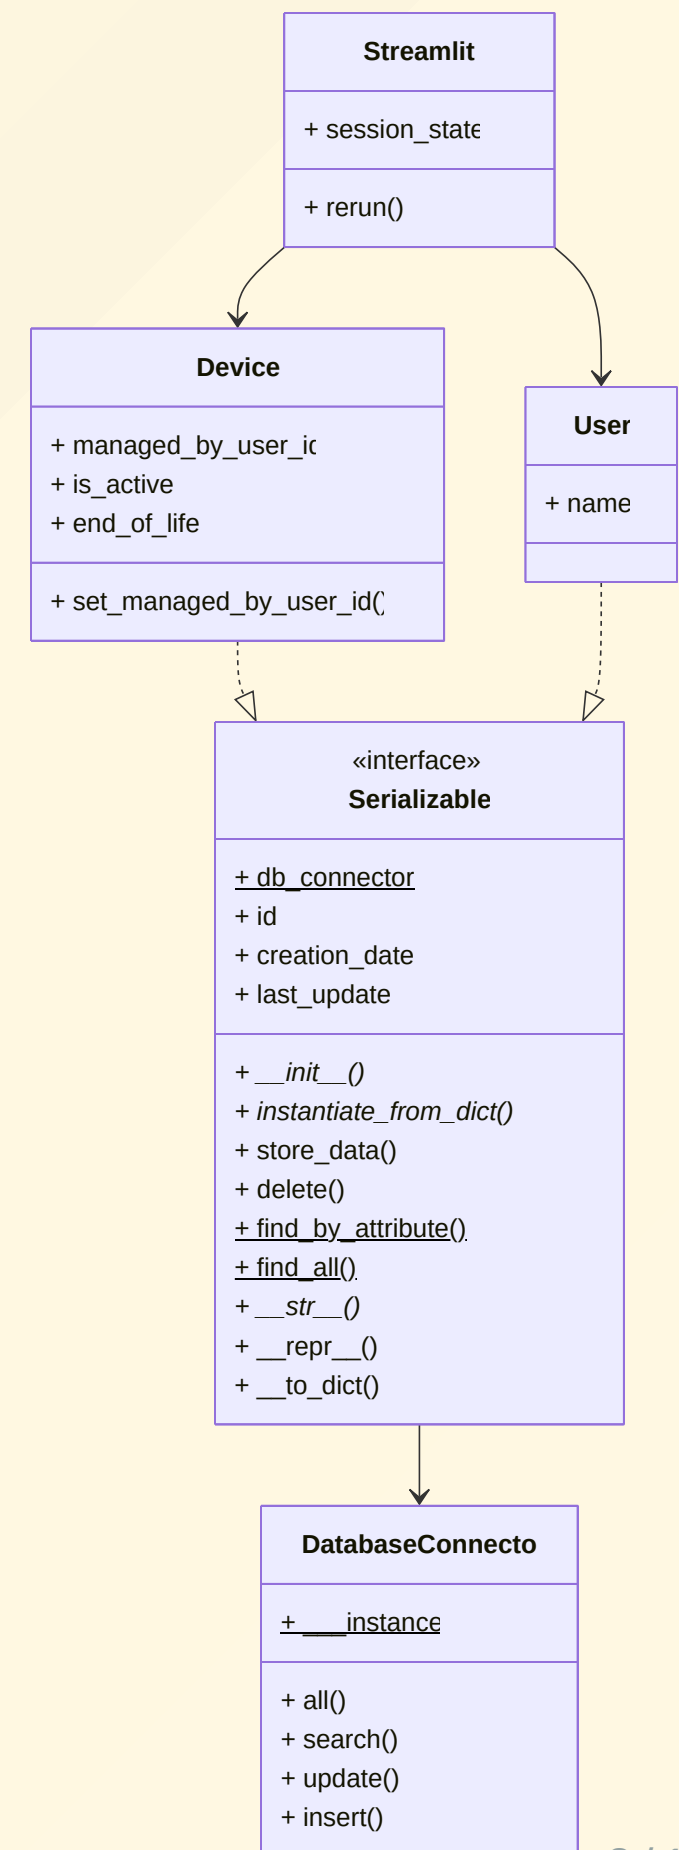 Streamlit
+ session_state
+ rerun()
Device
+ managed_by_user_id
+ is_active
+ end_of_life
+ set_managed_by_user_id()
User
+ name
«interface»
Serializable
+ db_connector
+ id
+ creation_date
+ last_update
+ __init__()
+ instantiate_from_dict()
+ store_data()
+ delete()
+ find_by_attribute()
+ find_all()
+ __str__()
+ __repr__()
+ __to_dict()
DatabaseConnecto
+ ___instance
+ all()
+ search()
+ update()
+ insert()